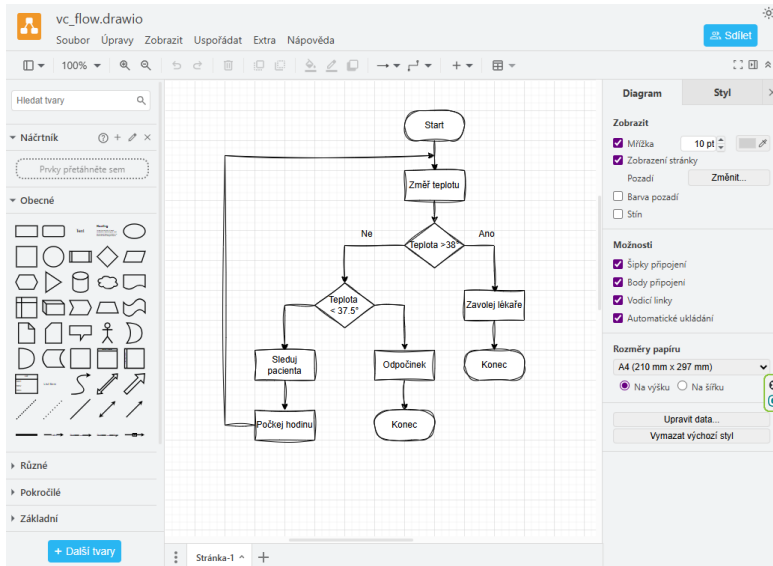 vc_flow.drawio
Soubor Úpravy Zobrazit Uspořádat Extra Nápověda
Sdílet
100%
Hledat tvary
Náčrtník
Prvky přetáhněte sem
Obecné
Text
Heading
Různé
Pokročilé
Základní
+ Další tvary
Start
Změř teplotu
Ne
Ano
Teplota >38°
Teplota
< 37.5°
Zavolej lékaře
Sleduj
pacienta
Odpočinek
Konec
Počkej hodinu
Konec
Stránka-1
Diagram Styl
Zobrazit
Mřížka 10 pt
Zobrazení stránky
Pozadí Změnit...
Barva pozadí
Stín
Možnosti
Šipky připojení
Body připojení
Vodicí linky
Automatické ukládání
Rozměry papíru
A4 (210 mm x 297 mm)
Na výšku Na šířku
Upravit data...
Vymazat výchozí styl